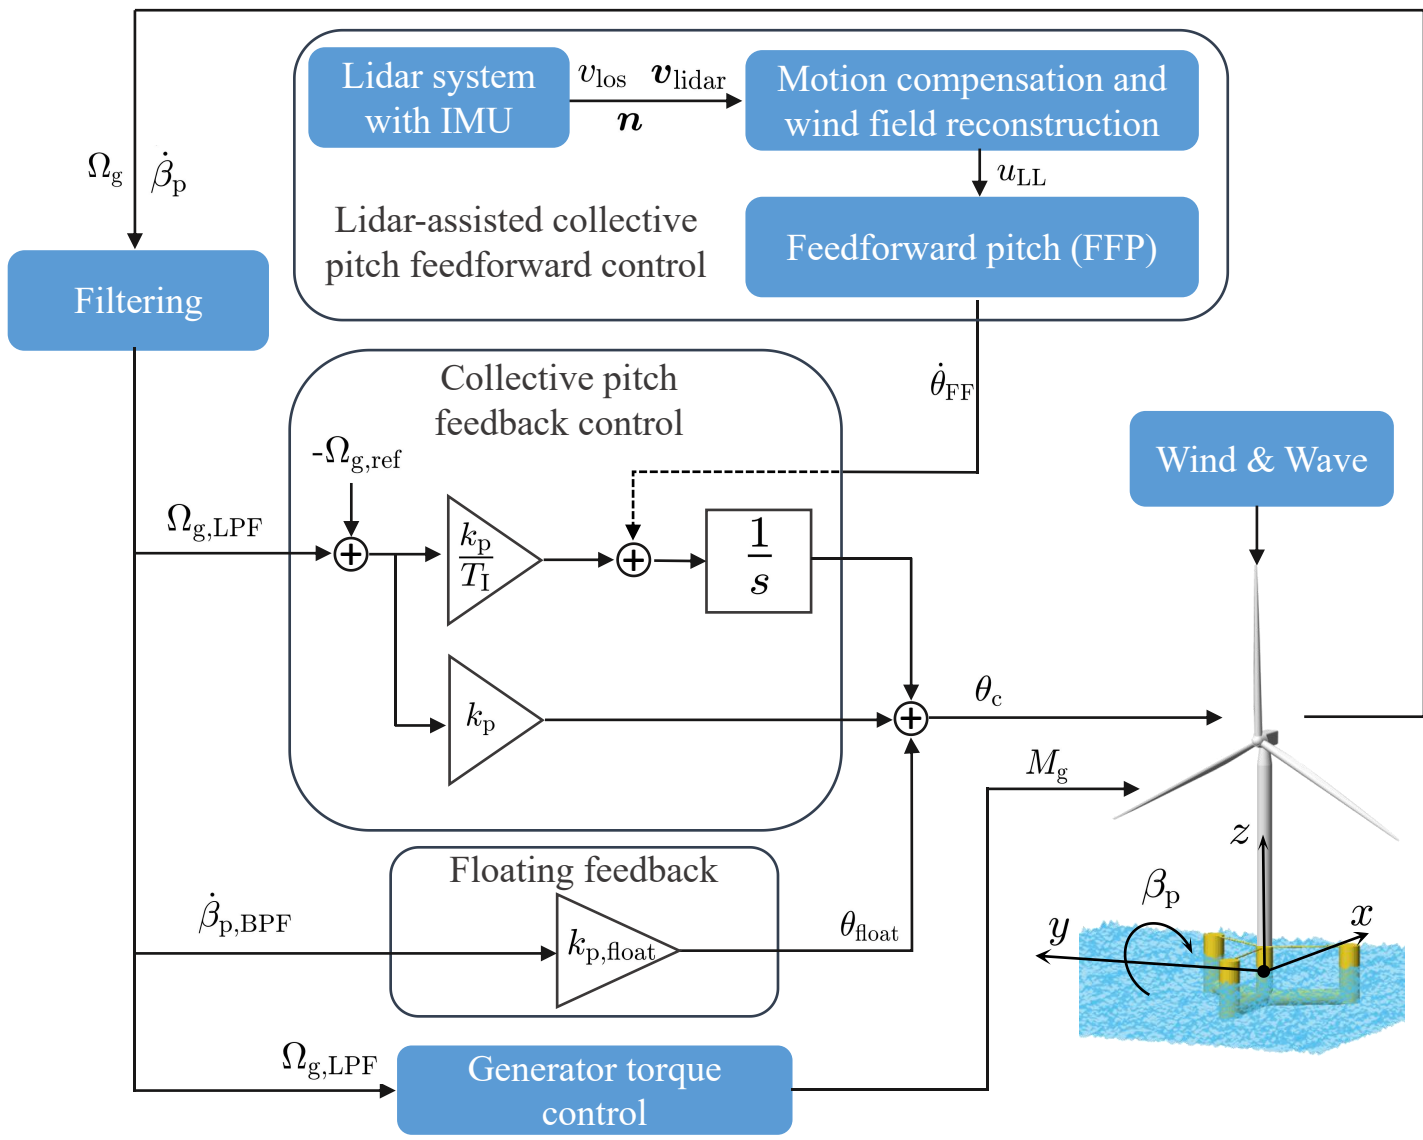 Lidar system
with IMU
v_los 𝒗_lidar
𝒏
Motion compensation and
wind field reconstruction
u_LL
Lidar-assisted collective
pitch feedforward control
Feedforward pitch (FFP)
Ω_g β̇_p
Filtering
θ̇_FF
Collective pitch
feedback control
-Ω_g,ref
Ω_g,LPF
+
k_p/T_I
+
1/s
k_p
+
θ_c
Wind & Wave
M_g
Floating feedback
β̇_p,BPF
k_p,float
θ_float
z
β_p
y
x
Ω_g,LPF
Generator torque
control